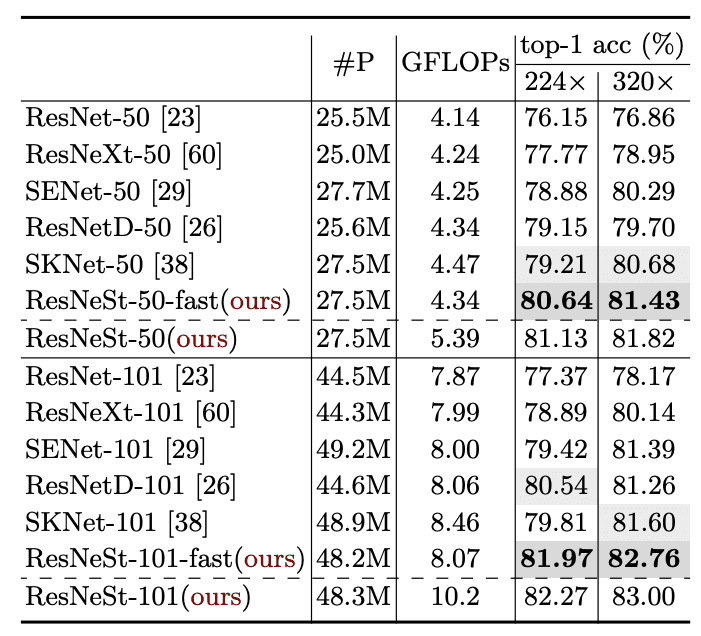 #P GFLOPs top-1 acc (%)
224× 320×
ResNet-50 [23] 25.5M 4.14 76.15 76.86
ResNeXt-50 [60] 25.0M 4.24 77.77 78.95
SENet-50 [29] 27.7M 4.25 78.88 80.29
ResNetD-50 [26] 25.6M 4.34 79.15 79.70
SKNet-50 [38] 27.5M 4.47 79.21 80.68
ResNeSt-50-fast(ours) 27.5M 4.34 80.64 81.43
ResNeSt-50(ours) 27.5M 5.39 81.13 81.82
ResNet-101 [23] 44.5M 7.87 77.37 78.17
ResNeXt-101 [60] 44.3M 7.99 78.89 80.14
SENet-101 [29] 49.2M 8.00 79.42 81.39
ResNetD-101 [26] 44.6M 8.06 80.54 81.26
SKNet-101 [38] 48.9M 8.46 79.81 81.60
ResNeSt-101-fast(ours) 48.2M 8.07 81.97 82.76
ResNeSt-101(ours) 48.3M 10.2 82.27 83.00